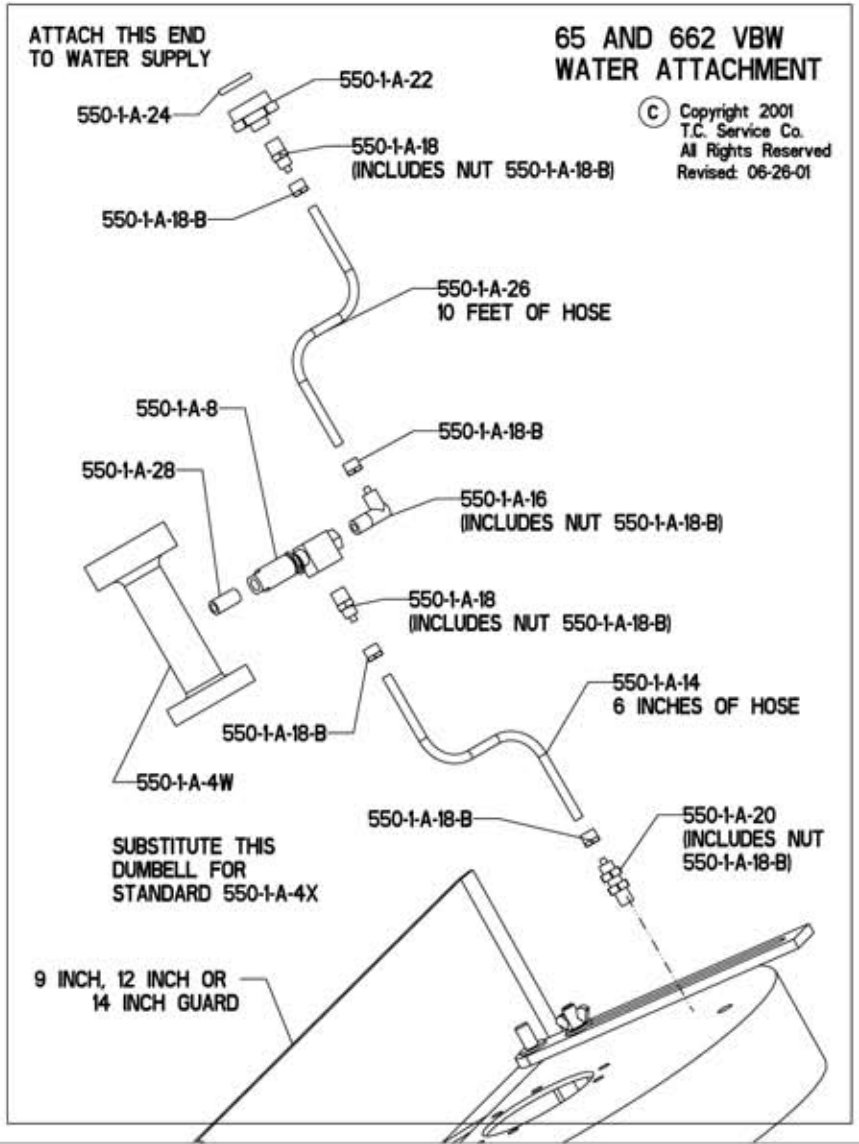 ATTACH THIS END
TO WATER SUPPLY
65 AND 662 VBW
WATER ATTACHMENT
C Copyright 2001
T.C. Service Co.
All Rights Reserved
Revised: 06-26-01
550-1-A-22
550-1-A-24
550-1-A-18
(INCLUDES NUT 550-1-A-18-B)
550-1-A-18-B
550-1-A-26
10 FEET OF HOSE
550-1-A-8
550-1-A-18-B
550-1-A-28
550-1-A-16
(INCLUDES NUT 550-1-A-18-B)
550-1-A-18
(INCLUDES NUT 550-1-A-18-B)
550-1-A-14
6 INCHES OF HOSE
550-1-A-18-B
550-1-A-4W
550-1-A-18-B
550-1-A-20
(INCLUDES NUT
550-1-A-18-B)
SUBSTITUTE THIS
DUMBELL FOR
STANDARD 550-1-A-4X
9 INCH, 12 INCH OR
14 INCH GUARD